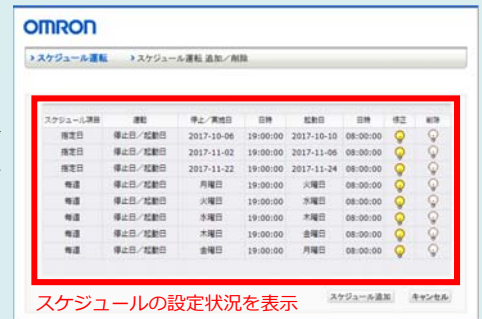 OMRON
›スケジュール運転 ›スケジュール運転 追加／削除
スケジュール項目 運転 停止／実施日 日時 起動日 日時 修正 削除
指定日 停止日／起動日 2017-10-06 19:00:00 2017-10-10 08:00:00
指定日 停止日／起動日 2017-11-02 19:00:00 2017-11-06 08:00:00
指定日 停止日／起動日 2017-11-22 19:00:00 2017-11-24 08:00:00
毎週 停止日／起動日 月曜日 19:00:00 火曜日 08:00:00
毎週 停止日／起動日 火曜日 19:00:00 水曜日 08:00:00
毎週 停止日／起動日 水曜日 19:00:00 木曜日 08:00:00
毎週 停止日／起動日 木曜日 19:00:00 金曜日 08:00:00
毎週 停止日／起動日 金曜日 19:00:00 月曜日 08:00:00
スケジュールの設定状況を表示 スケジュール追加 キャンセル